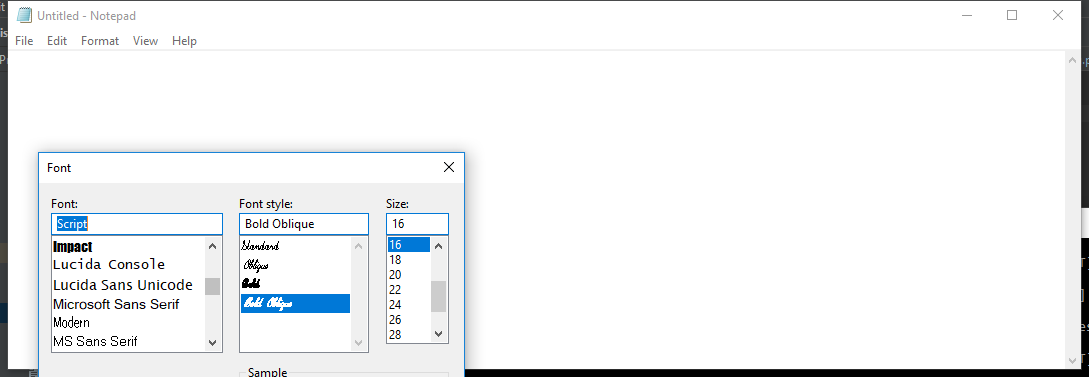 Untitled - Notepad
File Edit Format View Help
Font
Font: Font style: Size:
Script Bold Oblique 16
Impact Standard 16
Lucida Console Oblique 18
Lucida Sans Unicode Bold 20
Microsoft Sans Serif Bold Oblique 22
Modern 24
MS Sans Serif 26
28
Sample